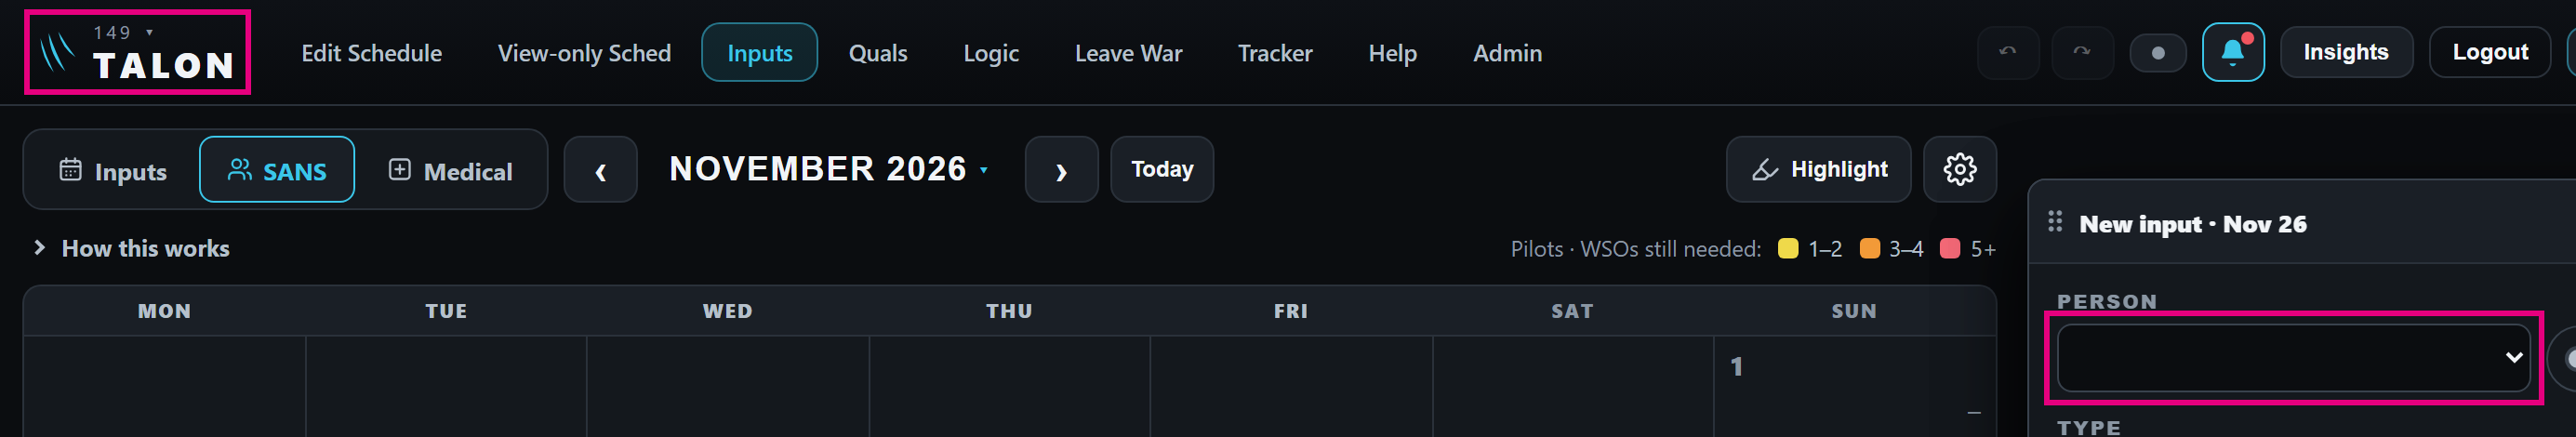 149 ▾
TALON
Edit Schedule View-only Sched Inputs Quals Logic Leave War Tracker Help Admin Insights Logout
Inputs SANS Medical ‹ NOVEMBER 2026 ▾ › Today Highlight
New input · Nov 26
How this works
Pilots · WSOs still needed: 1–2 3–4 5+
PERSON
MON TUE WED THU FRI SAT SUN
1
–
TYPE